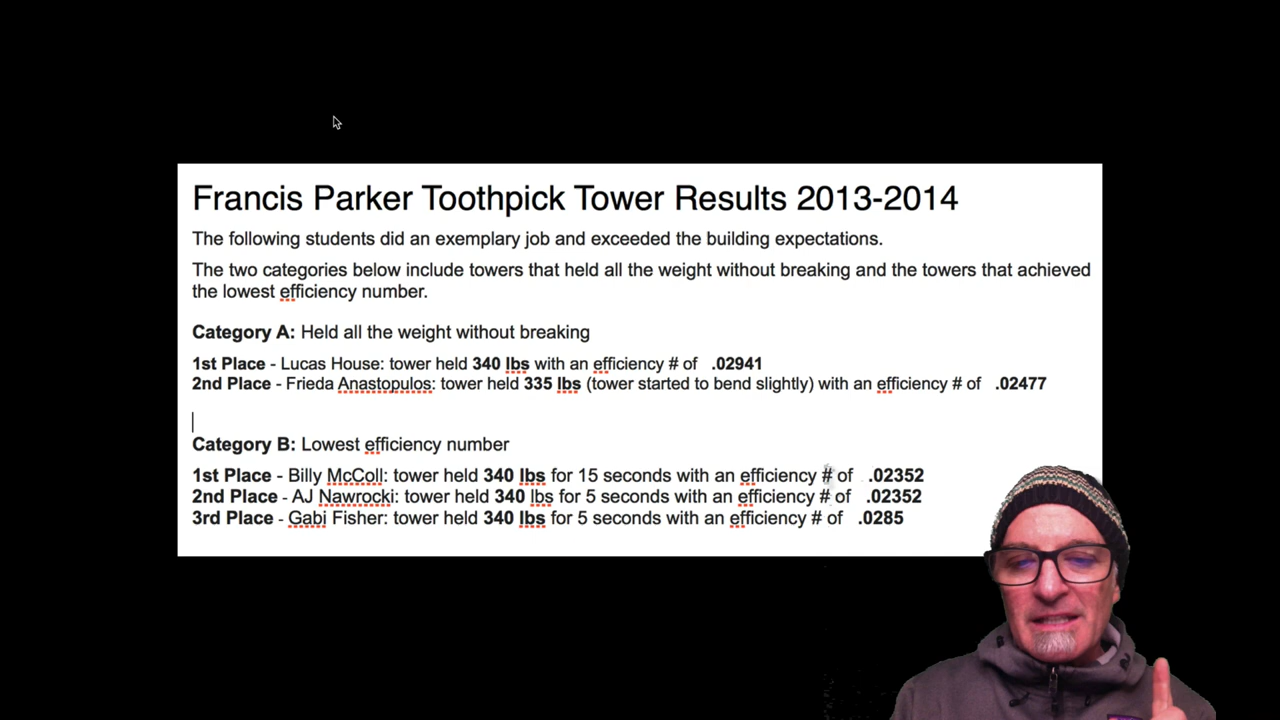 Francis Parker Toothpick Tower Results 2013-2014
The following students did an exemplary job and exceeded the building expectations.
The two categories below include towers that held all the weight without breaking and the towers that achieved
the lowest efficiency number.
Category A: Held all the weight without breaking
1st Place - Lucas House: tower held 340 lbs with an efficiency # of .02941
2nd Place - Frieda Anastopulos: tower held 335 lbs (tower started to bend slightly) with an efficiency # of .02477
Category B: Lowest efficiency number
1st Place - Billy McColl: tower held 340 lbs for 15 seconds with an efficiency # of .02352
2nd Place - AJ Nawrocki: tower held 340 lbs for 5 seconds with an efficiency # of .02352
3rd Place - Gabi Fisher: tower held 340 lbs for 5 seconds with an efficiency # of .0285